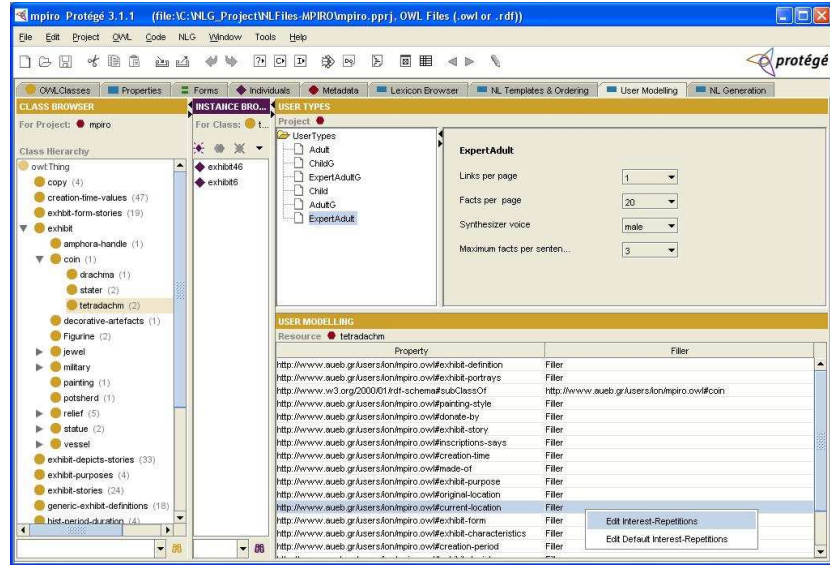 mpiro Protégé 3.1.1 (file:\C:\NLG_Project\NLFiles-MPIRO\mpiro.pprj, OWL Files (.owl or .rdf))
File Edit Project OWL Code NLG Window Tools Help
protégé
OWLClasses Properties Forms Individuals Metadata Lexicon Browser NL Templates & Ordering User Modelling NL Generation
CLASS BROWSER
For Project: mpiro
Class Hierarchy
owl:Thing
copy (4)
creation-time-values (47)
exhibit-form-stories (19)
exhibit
amphora-handle (1)
coin (1)
drachma (1)
stater (2)
tetradachm (2)
decorative-artefacts (1)
Figurine (2)
jewel
military
painting (1)
potsherd (1)
relief (5)
statue (2)
vessel
exhibit-depicts-stories (33)
exhibit-purposes (4)
exhibit-stories (24)
generic-exhibit-definitions (18)
hist-period-duration (4)
INSTANCE BRO...
For Class: t...
exhibit46
exhibit6
USER TYPES
Project
UserTypes
Adult
ChildG
ExpertAdultG
Child
AdultG
ExpertAdult
ExpertAdult
Links per page 1
Facts per page 20
Synthesizer voice male
Maximum facts per senten... 3
USER MODELLING
Resource tetradachm
Property Filler
http://www.aueb.gr/users/ion/mpiro.owl#exhibit-definition Filler
http://www.aueb.gr/users/ion/mpiro.owl#exhibit-portrays Filler
http://www.w3.org/2000/01/rdf-schema#subClassOf http://www.aueb.gr/users/ion/mpiro.owl#coin
http://www.aueb.gr/users/ion/mpiro.owl#painting-style Filler
http://www.aueb.gr/users/ion/mpiro.owl#donate-by Filler
http://www.aueb.gr/users/ion/mpiro.owl#exhibit-story Filler
http://www.aueb.gr/users/ion/mpiro.owl#inscriptions-says Filler
http://www.aueb.gr/users/ion/mpiro.owl#creation-time Filler
http://www.aueb.gr/users/ion/mpiro.owl#made-of Filler
http://www.aueb.gr/users/ion/mpiro.owl#exhibit-purpose Filler
http://www.aueb.gr/users/ion/mpiro.owl#original-location Filler
http://www.aueb.gr/users/ion/mpiro.owl#current-location Filler
http://www.aueb.gr/users/ion/mpiro.owl#exhibit-form Filler
http://www.aueb.gr/users/ion/mpiro.owl#exhibit-characteristics Filler
http://www.aueb.gr/users/ion/mpiro.owl#creation-period Filler
Edit Interest-Repetitions
Edit Default Interest-Repetitions